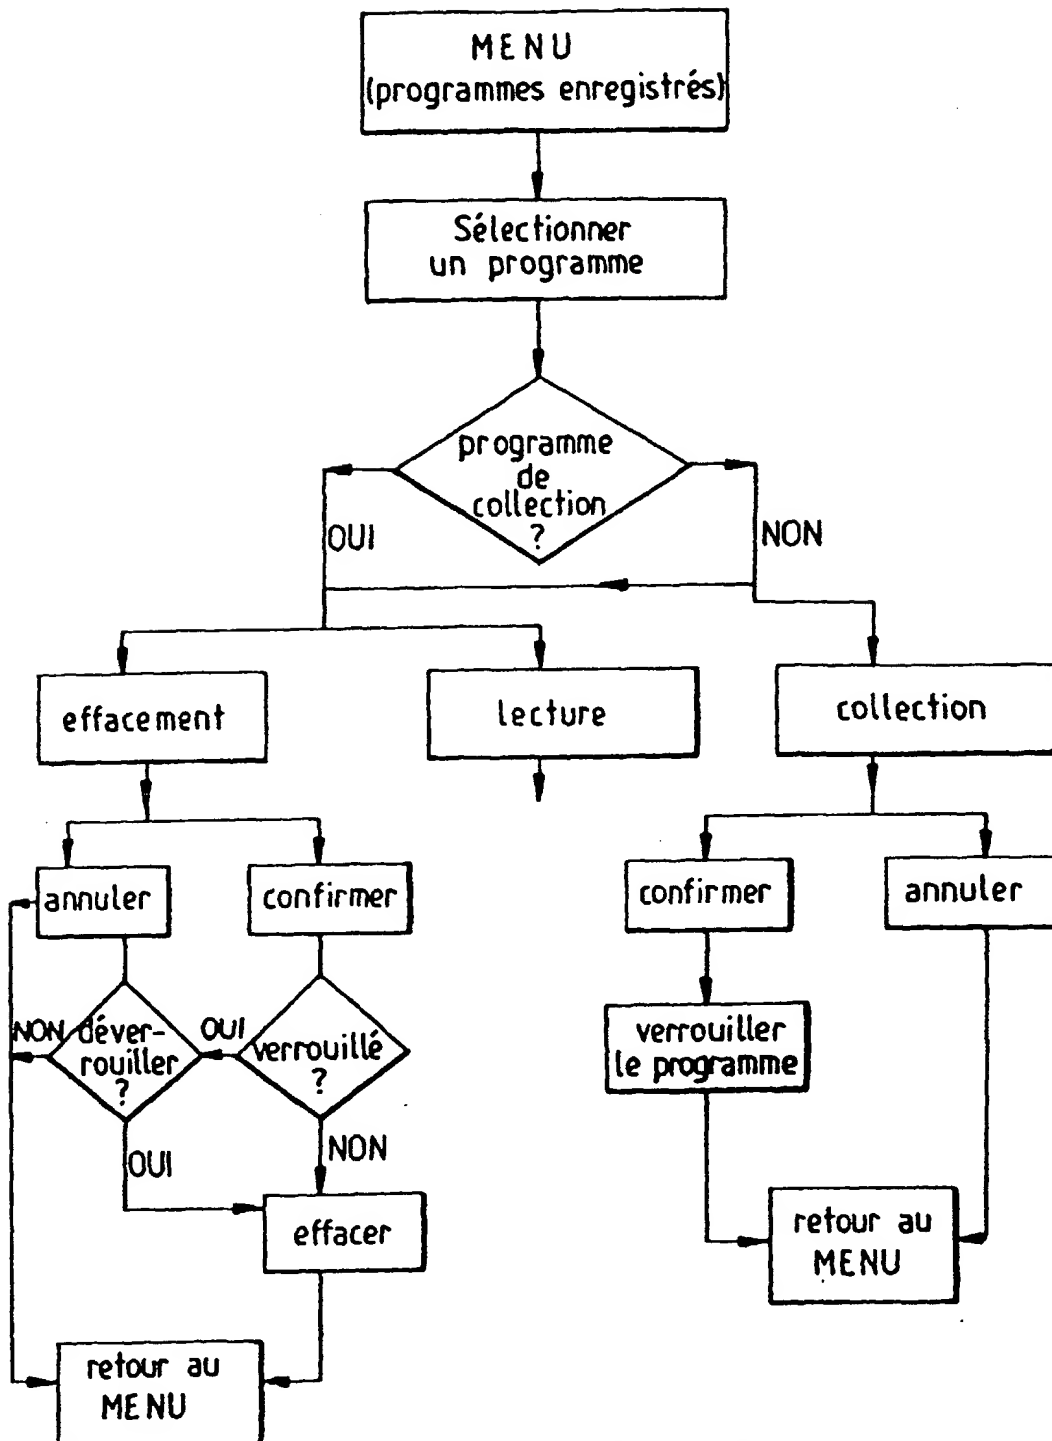 MENU
(programmes enregistrés)
Sélectionner
un programme
programme
de
collection
?
OUI
NON
effacement
lecture
collection
annuler
confirmer
confirmer
annuler
NON
déver-
rouiller
?
OUI
verrouillé
?
verrouiller
le programme
OUI
NON
effacer
retour au
MENU
retour au
MENU